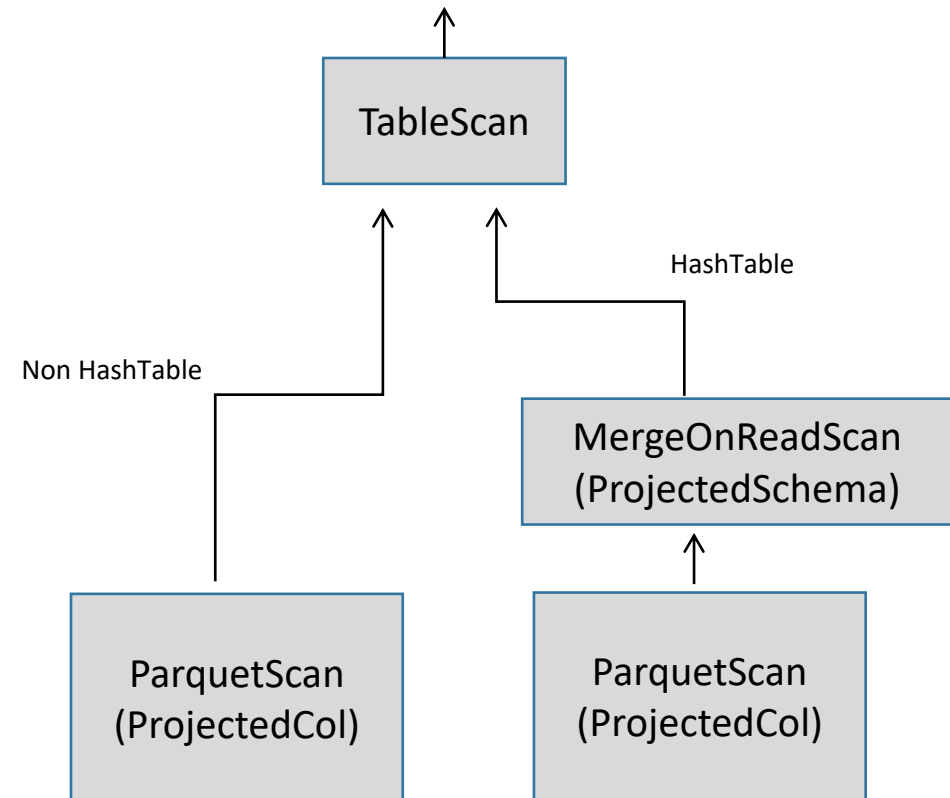 TableScan
HashTable
Non HashTable
MergeOnReadScan
(ProjectedSchema)
ParquetScan
(ProjectedCol)
ParquetScan
(ProjectedCol)